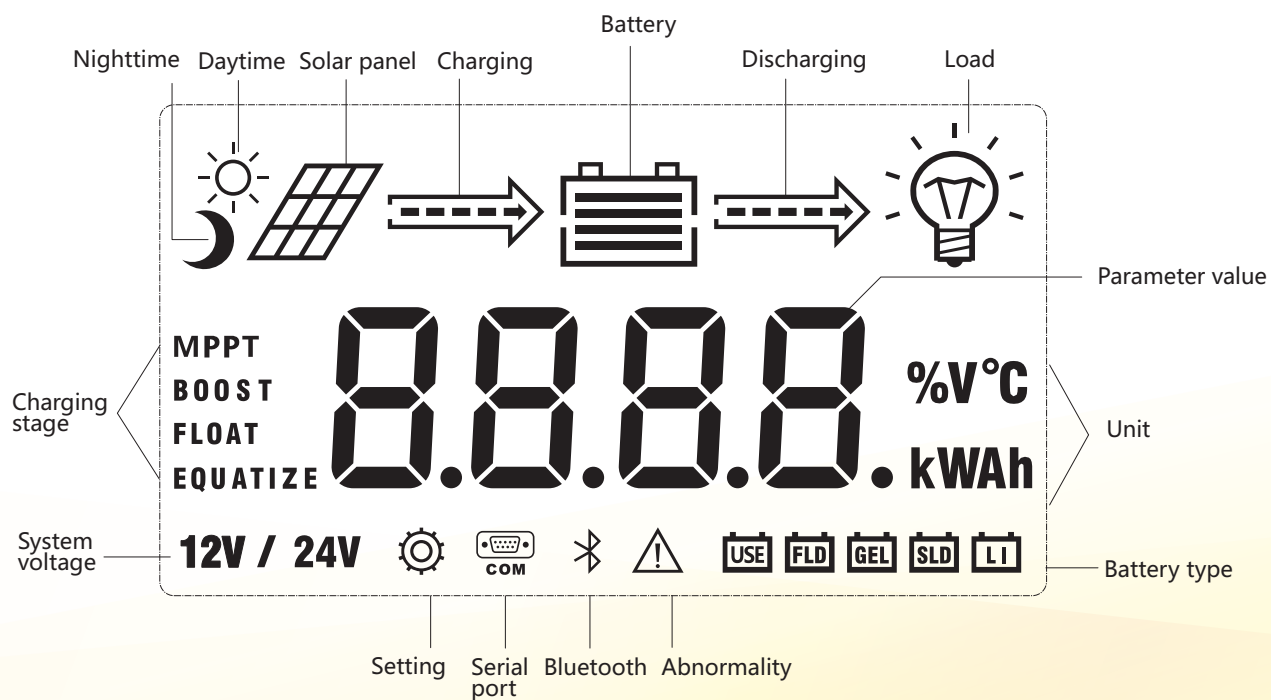 Battery
Nighttime Daytime Solar panel Charging Discharging Load
Parameter value
MPPT
BOOST
FLOAT
EQUATIZE
Charging
stage
8.8.8.8.
%V°C
kWAh
Unit
System
voltage
12V / 24V
COM
USE FLD GEL SLD LI
Battery type
Setting Serial
port Bluetooth Abnormality